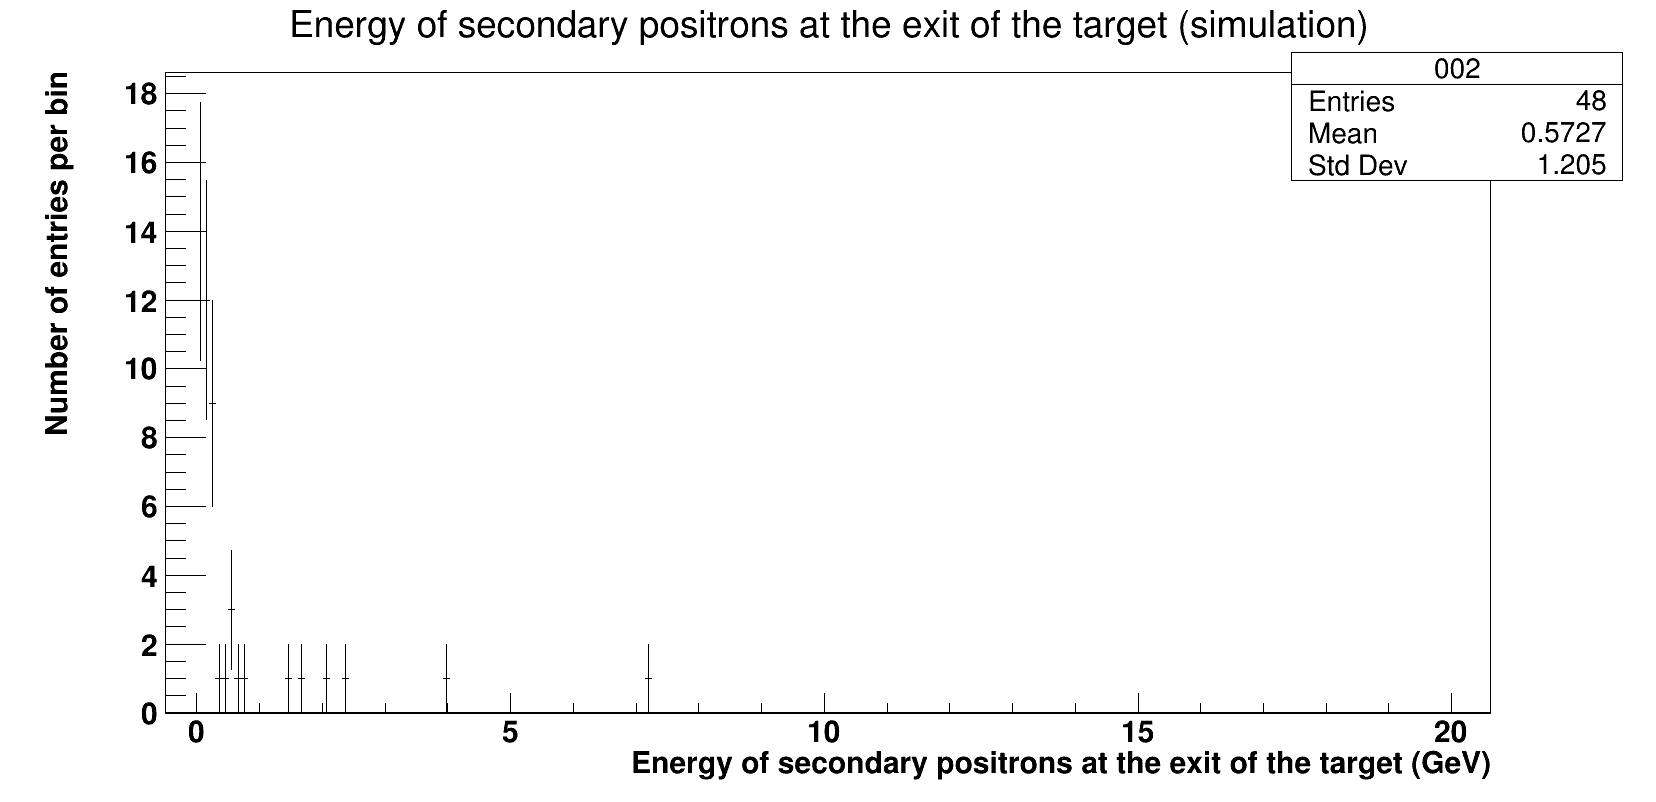 Energy of secondary positrons at the exit of the target (simulation)
002
Entries 48
Mean 0.5727
Std Dev 1.205
Number of entries per bin
18
16
14
12
10
8
6
4
2
0
0 5 10 15 20
Energy of secondary positrons at the exit of the target (GeV)